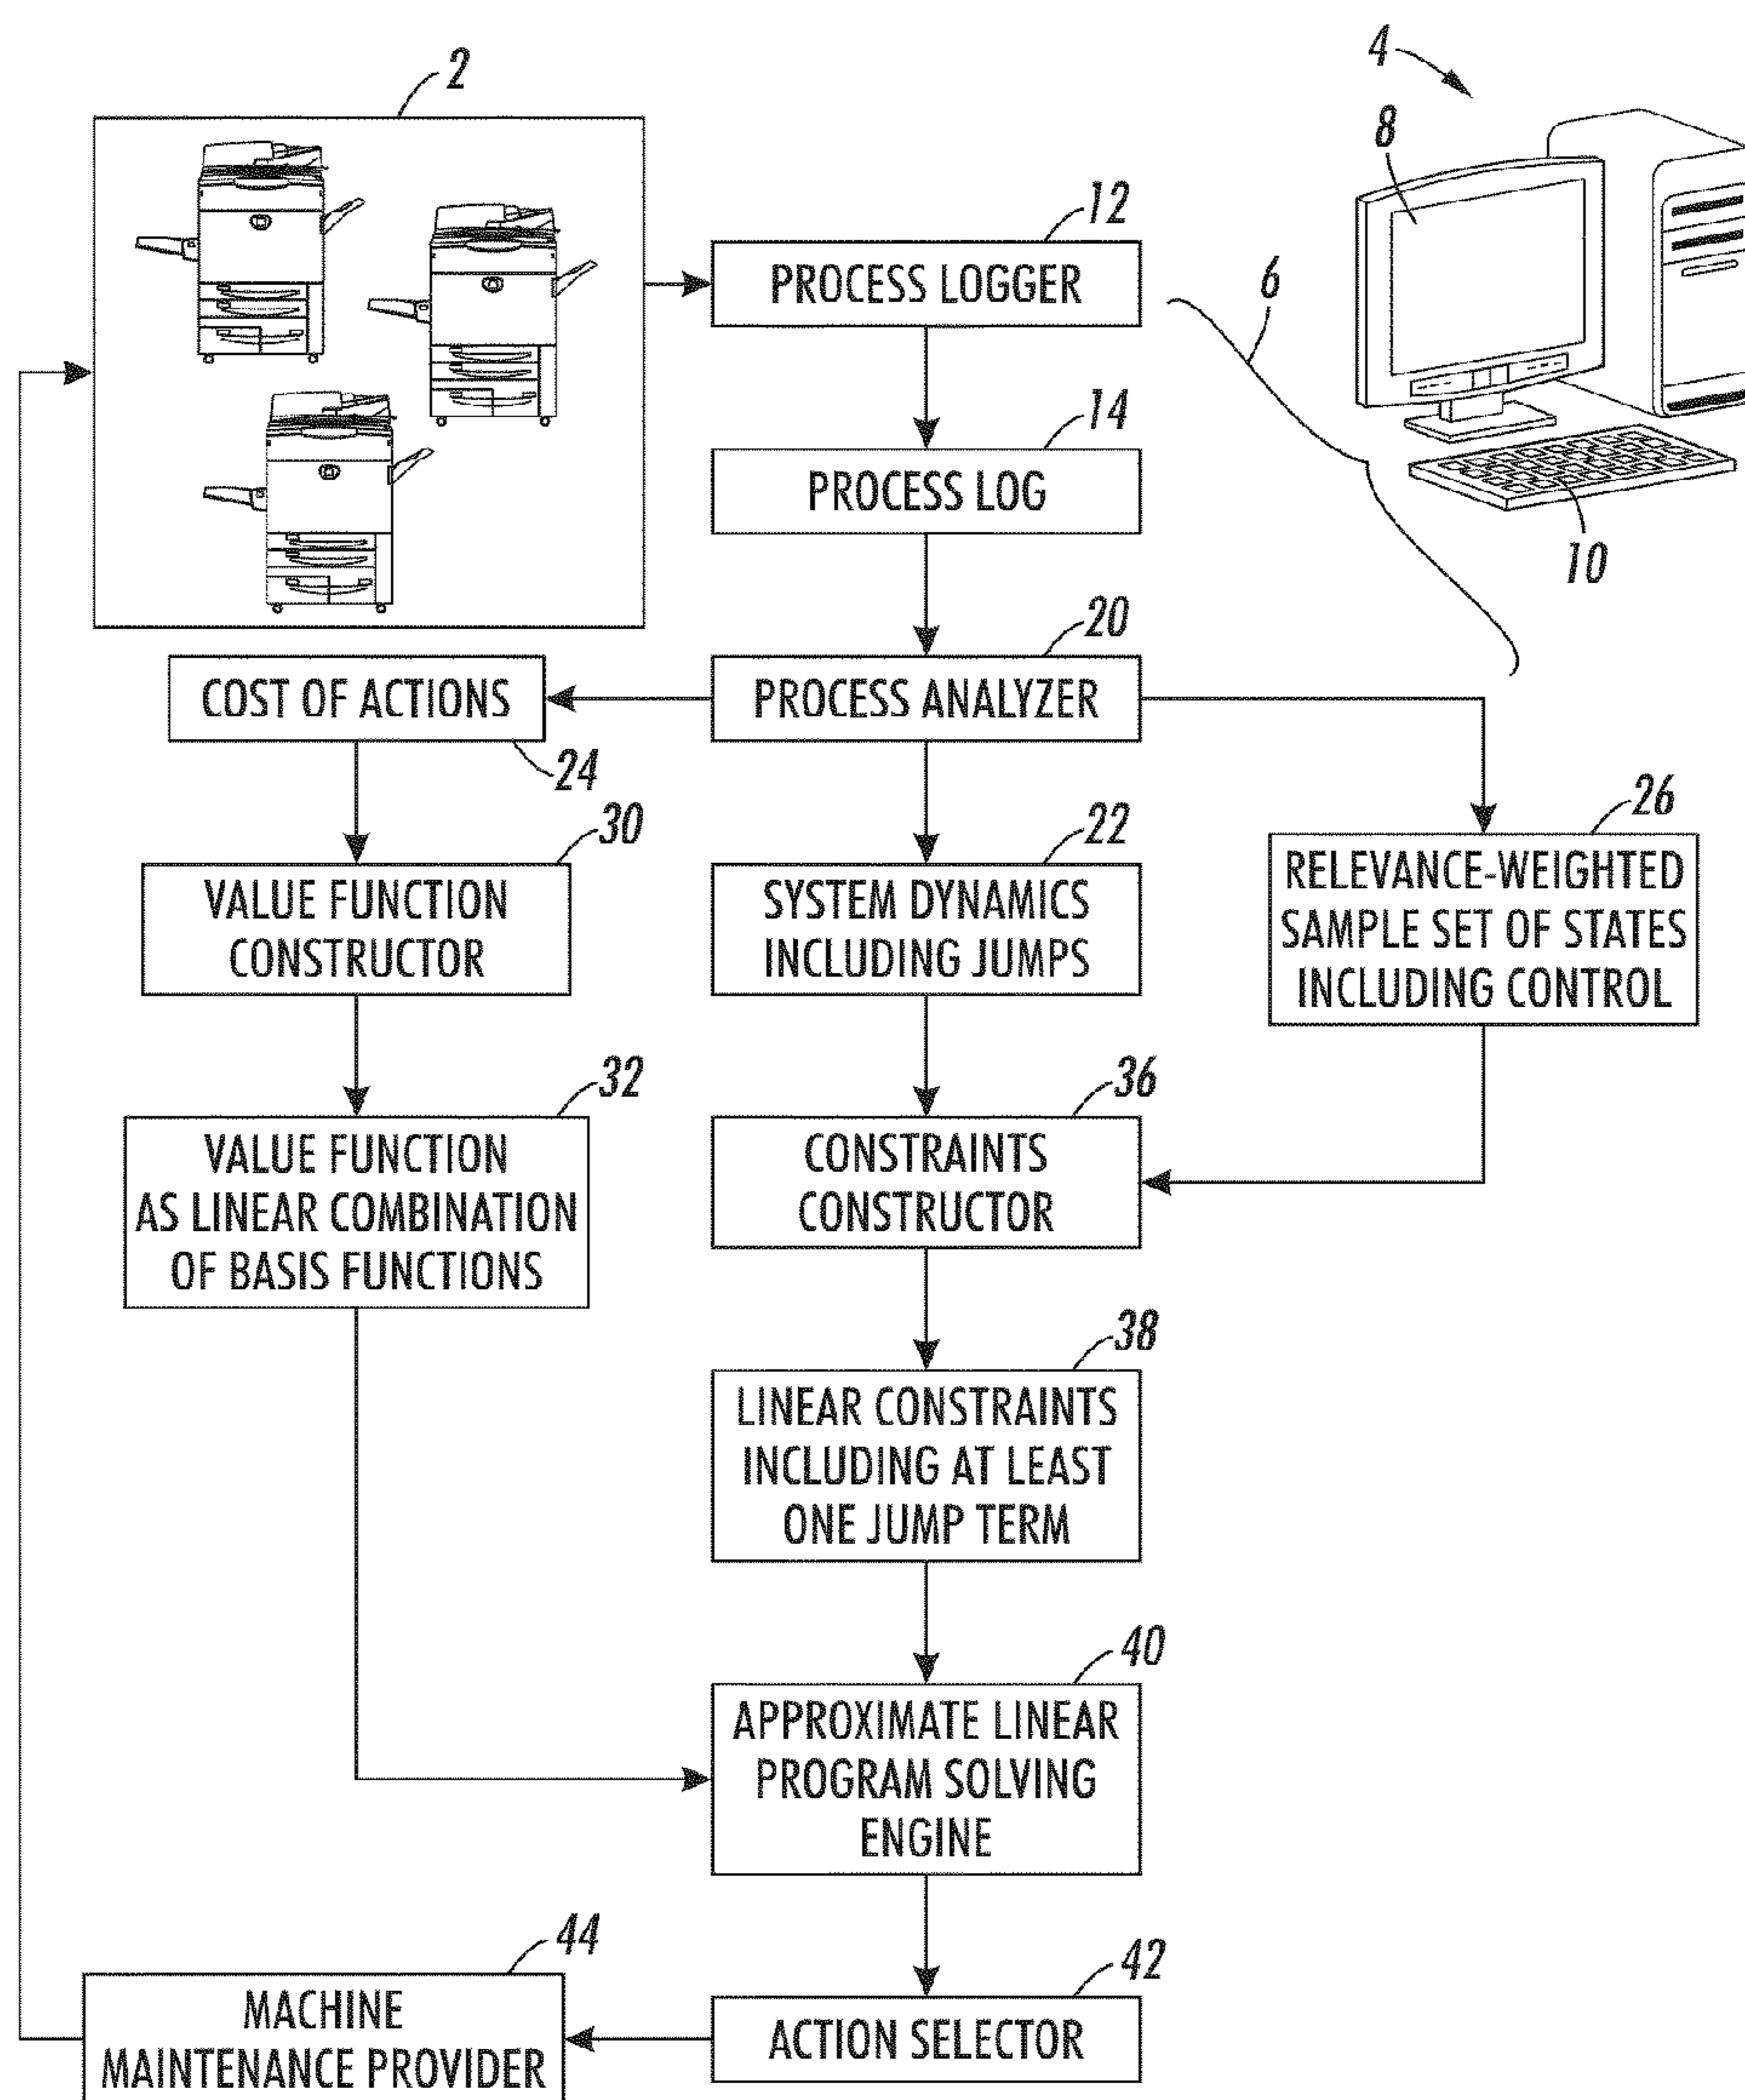 2
4
8
12
PROCESS LOGGER
6
14
PROCESS LOG
10
20
COST OF ACTIONS
PROCESS ANALYZER
24
26
30
22
RELEVANCE-WEIGHTED
SAMPLE SET OF STATES
INCLUDING CONTROL
VALUE FUNCTION
CONSTRUCTOR
SYSTEM DYNAMICS
INCLUDING JUMPS
32
36
VALUE FUNCTION
AS LINEAR COMBINATION
OF BASIS FUNCTIONS
CONSTRAINTS
CONSTRUCTOR
38
LINEAR CONSTRAINTS
INCLUDING AT LEAST
ONE JUMP TERM
40
APPROXIMATE LINEAR
PROGRAM SOLVING
ENGINE
44
42
MACHINE
MAINTENANCE PROVIDER
ACTION SELECTOR